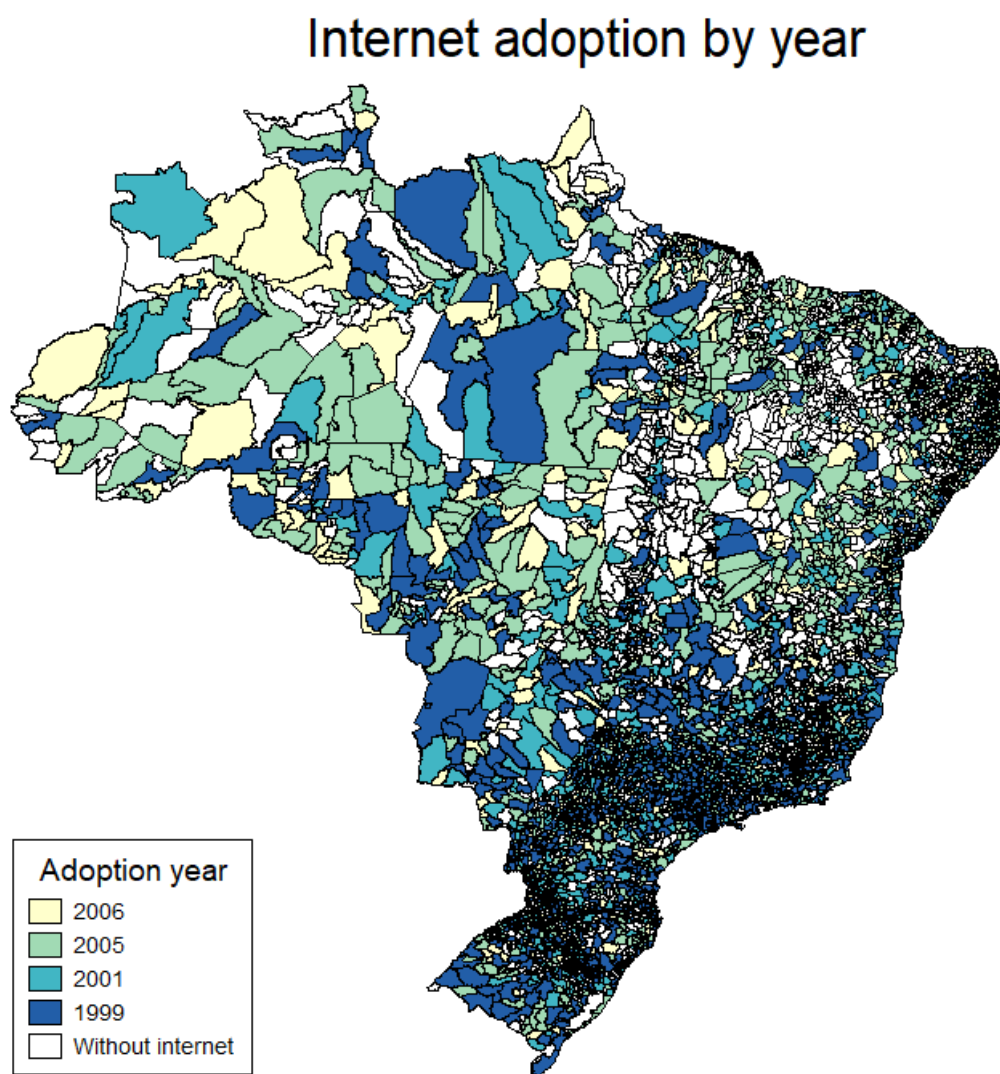 Internet adoption by year
Adoption year
2006
2005
2001
1999
Without internet